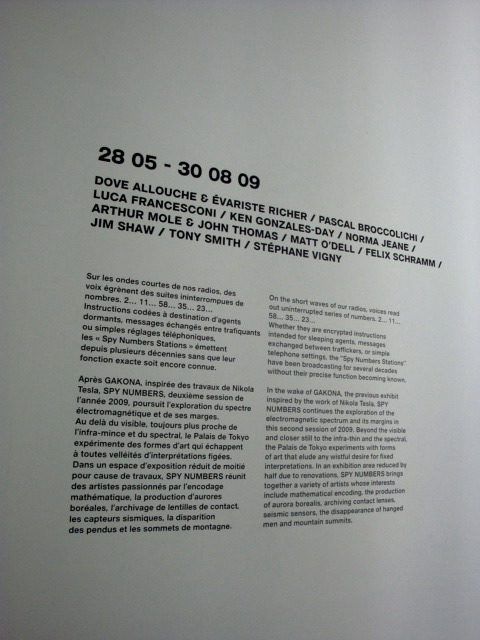 28 05 - 30 08 09
DOVE ALLOUCHE & ÉVARISTE RICHER / PASCAL BROCCOLICHI /
LUCA FRANCESCONI / KEN GONZALES-DAY / NORMA JEANE /
ARTHUR MOLE & JOHN THOMAS / MATT O'DELL / FELIX SCHRAMM /
JIM SHAW / TONY SMITH / STÉPHANE VIGNY
Sur les ondes courtes de nos radios, des
voix égrènent des suites ininterrompues de
nombres. 2... 11... 58... 35... 23...
Instructions codées à destination d'agents
dormants, messages échangés entre trafiquants
ou simples réglages téléphoniques,
les « Spy Numbers Stations » émettent
depuis plusieurs décennies sans que leur
fonction exacte soit encore connue.
Après GAKONA, inspirée des travaux de Nikola
Tesla, SPY NUMBERS, deuxième session de
l'année 2009, poursuit l'exploration du spectre
électromagnétique et de ses marges.
Au delà du visible, toujours plus proche de
l'infra-mince et du spectral, le Palais de Tokyo
expérimente des formes d'art qui échappent
à toutes velléités d'interprétations figées.
Dans un espace d'exposition réduit de moitié
pour cause de travaux, SPY NUMBERS réunit
des artistes passionnés par l'encodage
mathématique, la production d'aurores
boréales, l'archivage de lentilles de contact,
les capteurs sismiques, la disparition
des pendus et les sommets de montagne.
On the short waves of our radios, voices read
out uninterrupted series of numbers. 2... 11...
58... 35... 23...
Whether they are encrypted instructions
intended for sleeping agents, messages
exchanged between traffickers, or simple
telephone settings, the "Spy Numbers Stations"
have been broadcasting for several decades
without their precise function becoming known.
In the wake of GAKONA, the previous exhibit
inspired by the work of Nikola Tesla, SPY
NUMBERS continues the exploration of the
electromagnetic spectrum and its margins in
this second session of 2009. Beyond the visible
and closer still to the infra-thin and the spectral,
the Palais de Tokyo experiments with forms
of art that elude any wistful desire for fixed
interpretations. In an exhibition area reduced by
half due to renovations, SPY NUMBERS brings
together a variety of artists whose interests
include mathematical encoding, the production
of aurora borealis, archiving contact lenses,
seismic sensors, the disappearance of hanged
men and mountain summits.